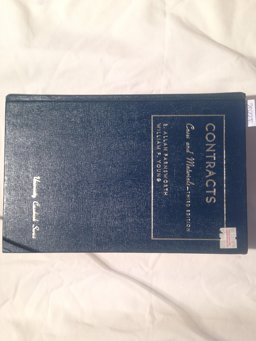 CONTRACTS
Cases and Materials—THIRD EDITION
E. ALLAN FARNSWORTH
WILLIAM F. YOUNG
University Casebook Series